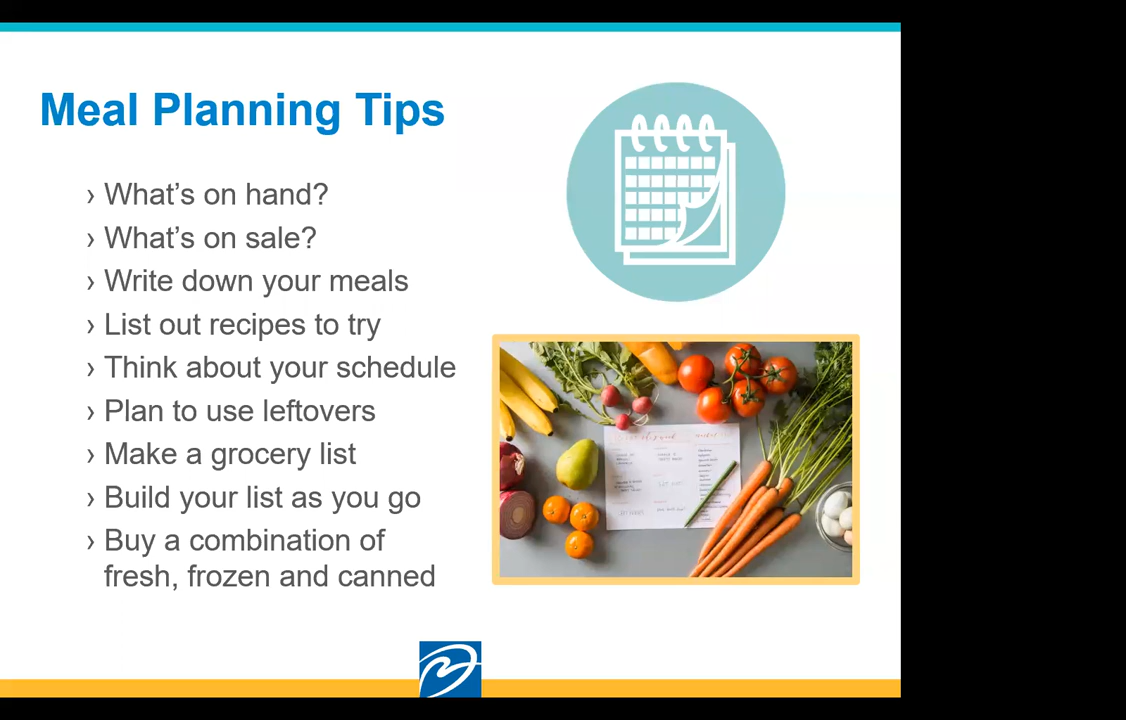 Meal Planning Tips
› What's on hand?
› What's on sale?
› Write down your meals
› List out recipes to try
› Think about your schedule
› Plan to use leftovers
› Make a grocery list
› Build your list as you go
› Buy a combination of
fresh, frozen and canned